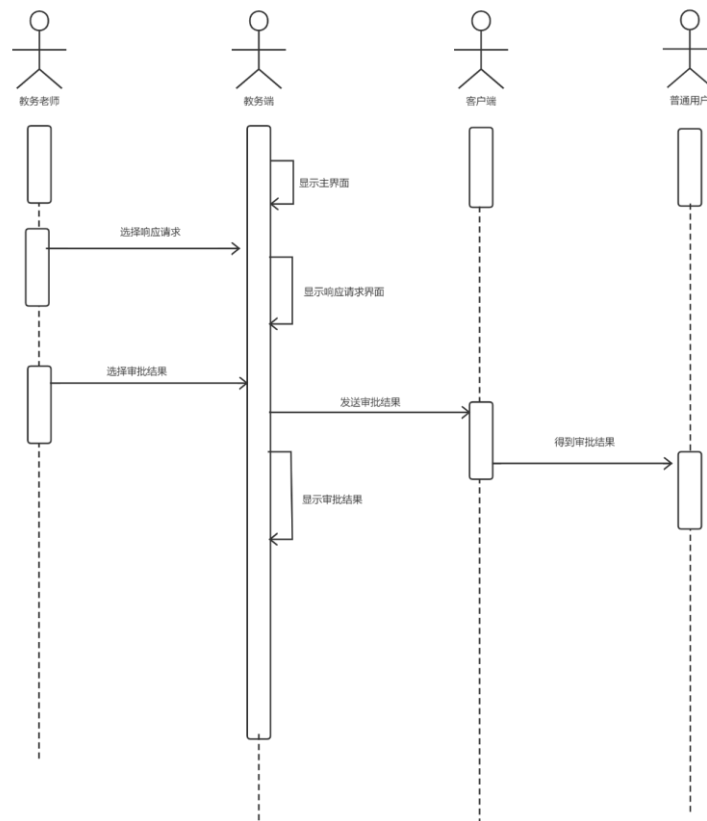 教务老师
教务端
客户端
普通用户
显示主界面
选择响应请求
显示响应请求界面
选择审批结果
发送审批结果
得到审批结果
显示审批结果